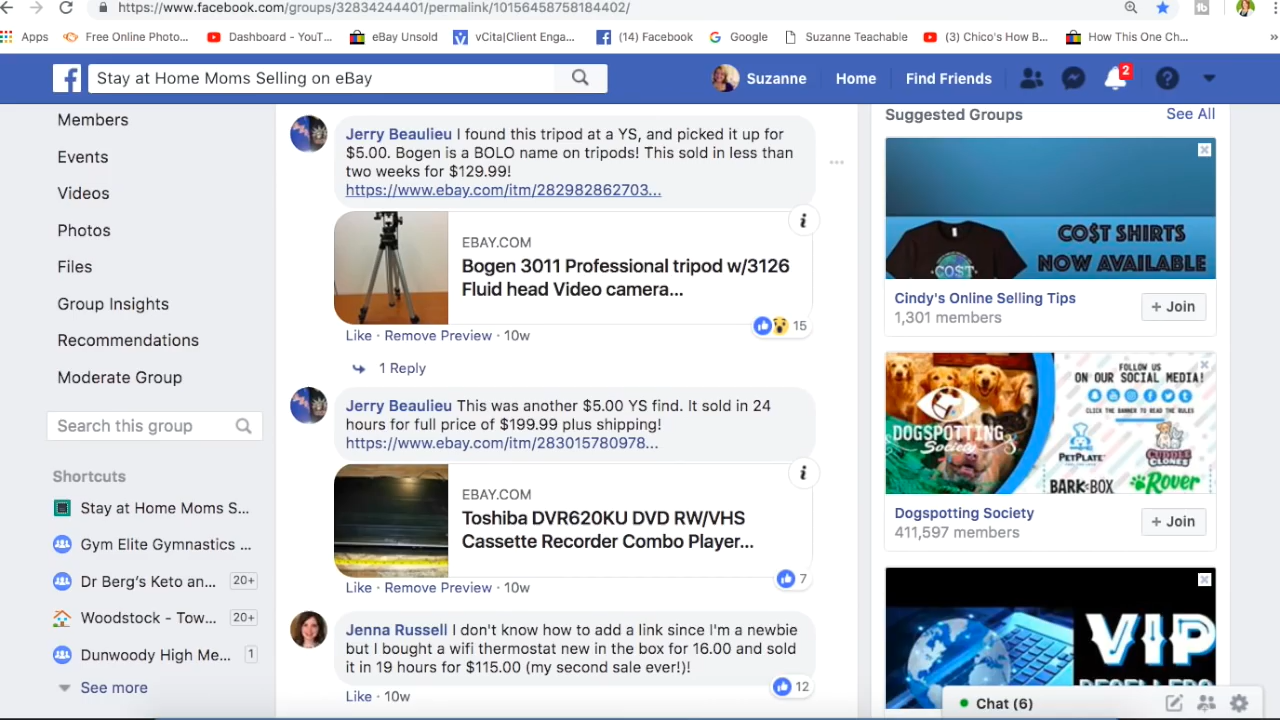 https://www.facebook.com/groups/32834244401/permalink/10156458758184402/
Apps
Free Online Photo...
Dashboard - YouT...
eBay Unsold
vCita|Client Enga...
(14) Facebook
Google
Suzanne Teachable
(3) Chico's How B...
How This One Ch...
»
Stay at Home Moms Selling on eBay
Suzanne
Home
Find Friends
2
Members
Events
Videos
Photos
Files
Group Insights
Recommendations
Moderate Group
Search this group
Shortcuts
Stay at Home Moms S...
Gym Elite Gymnastics ...
Dr Berg's Keto an... 20+
Woodstock - Tow... 20+
Dunwoody High Me... 1
See more
Jerry Beaulieu I found this tripod at a YS, and picked it up for
$5.00. Bogen is a BOLO name on tripods! This sold in less than
two weeks for $129.99!
https://www.ebay.com/itm/282982862703...
EBAY.COM
Bogen 3011 Professional tripod w/3126
Fluid head Video camera...
15
Like · Remove Preview · 10w
1 Reply
Jerry Beaulieu This was another $5.00 YS find. It sold in 24
hours for full price of $199.99 plus shipping!
https://www.ebay.com/itm/283015780978...
EBAY.COM
Toshiba DVR620KU DVD RW/VHS
Cassette Recorder Combo Player...
7
Like · Remove Preview · 10w
Jenna Russell I don't know how to add a link since I'm a newbie
but I bought a wifi thermostat new in the box for 16.00 and sold
it in 19 hours for $115.00 (my second sale ever!)!
12
Like · 10w
Suggested Groups
See All
CO$T SHIRTS
NOW AVAILABLE
CO$T
Cindy's Online Selling Tips
1,301 members
+ Join
DOGSPOTTING
Society
FOLLOW US
ON OUR SOCIAL MEDIA!
CLICK THE BANNER TO READ THE RULES
PETPLATE
CUDDLE
CLONES
BARK BOX
Rover
Dogspotting Society
411,597 members
+ Join
VIP
RESELLERS
Chat (6)